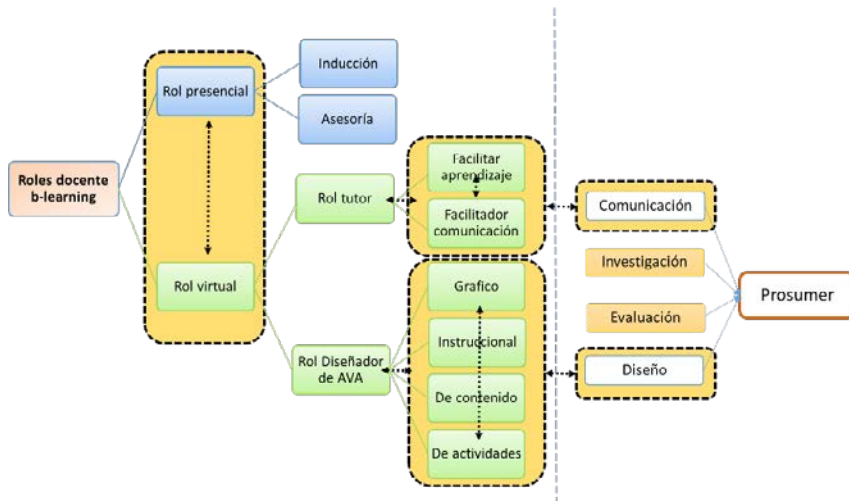 Roles docente
b-learning
Rol presencial
Inducción
Asesoría
Rol virtual
Rol tutor
Facilitar
aprendizaje
Facilitador
comunicación
Rol Diseñador
de AVA
Grafico
Instruccional
De contenido
De actividades
Comunicación
Investigación
Evaluación
Diseño
Prosumer